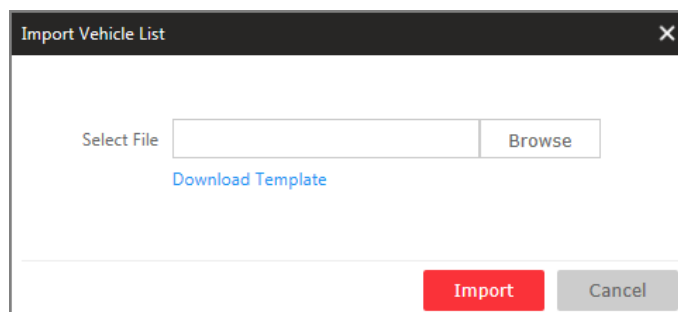 Import Vehicle List
Select File
Browse
Download Template
Import
Cancel